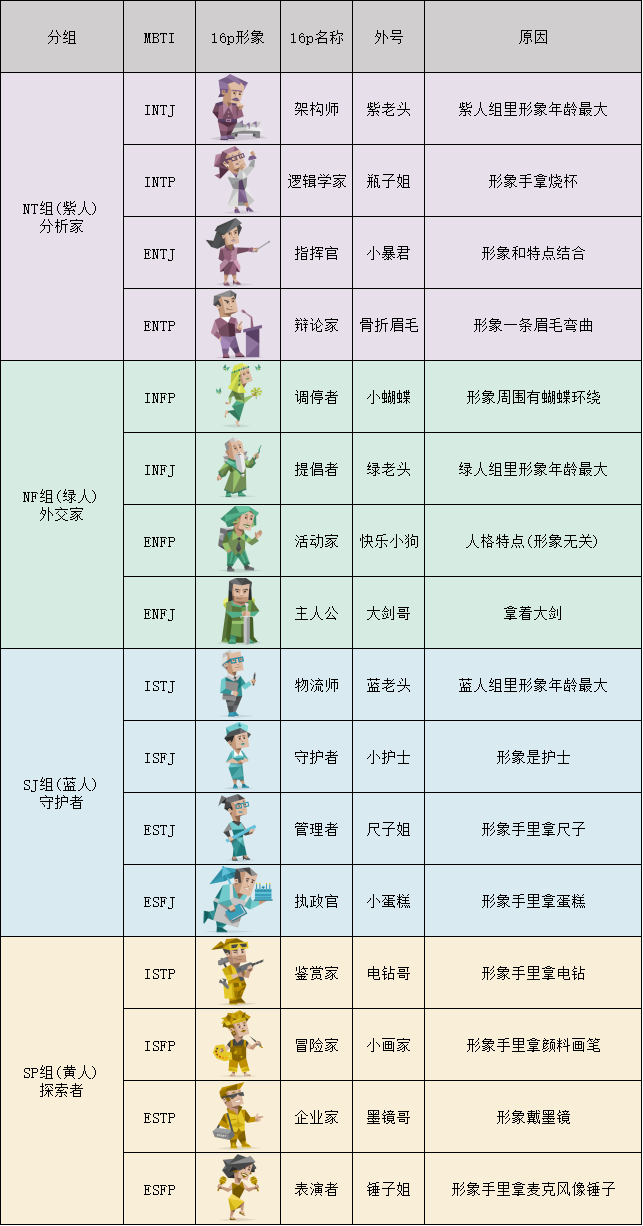 分组 MBTI 16p形象 16p名称 外号 原因
NT组(紫人)
分析家
INTJ 架构师 紫老头 紫人组里形象年龄最大
INTP 逻辑学家 瓶子姐 形象手拿烧杯
ENTJ 指挥官 小暴君 形象和特点结合
ENTP 辩论家 骨折眉毛 形象一条眉毛弯曲
NF组(绿人)
外交家
INFP 调停者 小蝴蝶 形象周围有蝴蝶环绕
INFJ 提倡者 绿老头 绿人组里形象年龄最大
ENFP 活动家 快乐小狗 人格特点(形象无关)
ENFJ 主人公 大剑哥 拿着大剑
SJ组(蓝人)
守护者
ISTJ 物流师 蓝老头 蓝人组里形象年龄最大
ISFJ 守护者 小护士 形象是护士
ESTJ 管理者 尺子姐 形象手里拿尺子
ESFJ 执政官 小蛋糕 形象手里拿蛋糕
SP组(黄人)
探索者
ISTP 鉴赏家 电钻哥 形象手里拿电钻
ISFP 冒险家 小画家 形象手里拿颜料画笔
ESTP 企业家 墨镜哥 形象戴墨镜
ESFP 表演者 锤子姐 形象手里拿麦克风像锤子